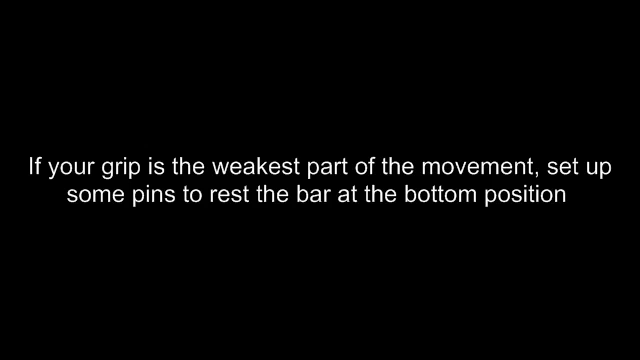 If your grip is the weakest part of the movement, set up
some pins to rest the bar at the bottom position